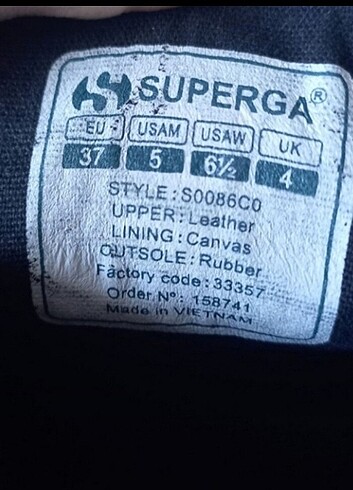 SUPERGA®
EU USAM USAW UK
37 5 6½ 4
STYLE : S0086C0
UPPER : Leather
LINING : Canvas
OUTSOLE : Rubber
Factory code : 33357
Order Nº : 158741
Made in VIETNAM